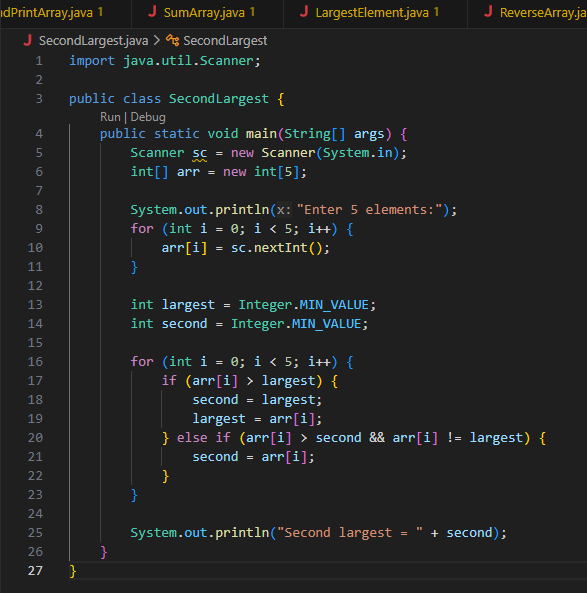 ndPrintArray.java 1 SumArray.java 1 LargestElement.java 1 ReverseArray.ja
SecondLargest.java > SecondLargest
1 import java.util.Scanner;
2
3 public class SecondLargest {
Run | Debug
4 public static void main(String[] args) {
5 Scanner sc = new Scanner(System.in);
6 int[] arr = new int[5];
7
8 System.out.println(x: "Enter 5 elements:");
9 for (int i = 0; i < 5; i++) {
10 arr[i] = sc.nextInt();
11 }
12
13 int largest = Integer.MIN_VALUE;
14 int second = Integer.MIN_VALUE;
15
16 for (int i = 0; i < 5; i++) {
17 if (arr[i] > largest) {
18 second = largest;
19 largest = arr[i];
20 } else if (arr[i] > second && arr[i] != largest) {
21 second = arr[i];
22 }
23 }
24
25 System.out.println("Second largest = " + second);
26 }
27 }